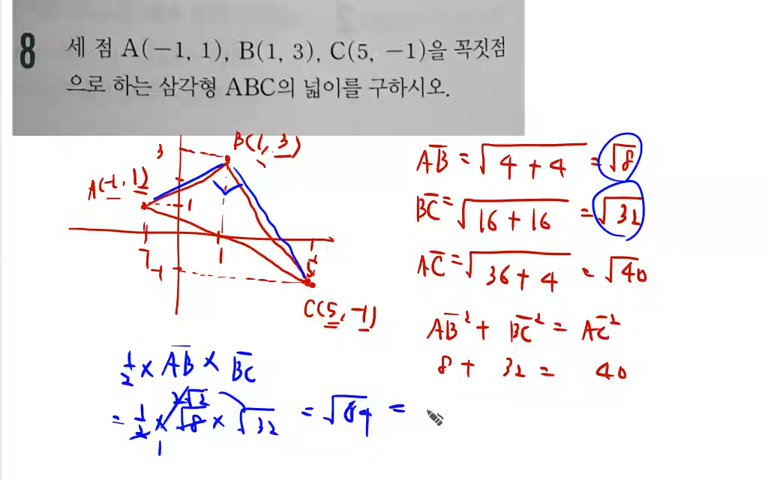 8 세 점 A(−1, 1), B(1, 3), C(5, −1)을 꼭짓점
으로 하는 삼각형 ABC의 넓이를 구하시오.
3
B(1, 3)
A(-1, 1)
1
1
5
-1
C(5, -1)
AB = √4+4 = √8
BC = √16+16 = √32
AC = √36+4 = √40
AB² + BC² = AC²
8 + 32 = 40
1/2 × AB × BC
2√2
= 1/2 × √8 × √32 = √64 =
1